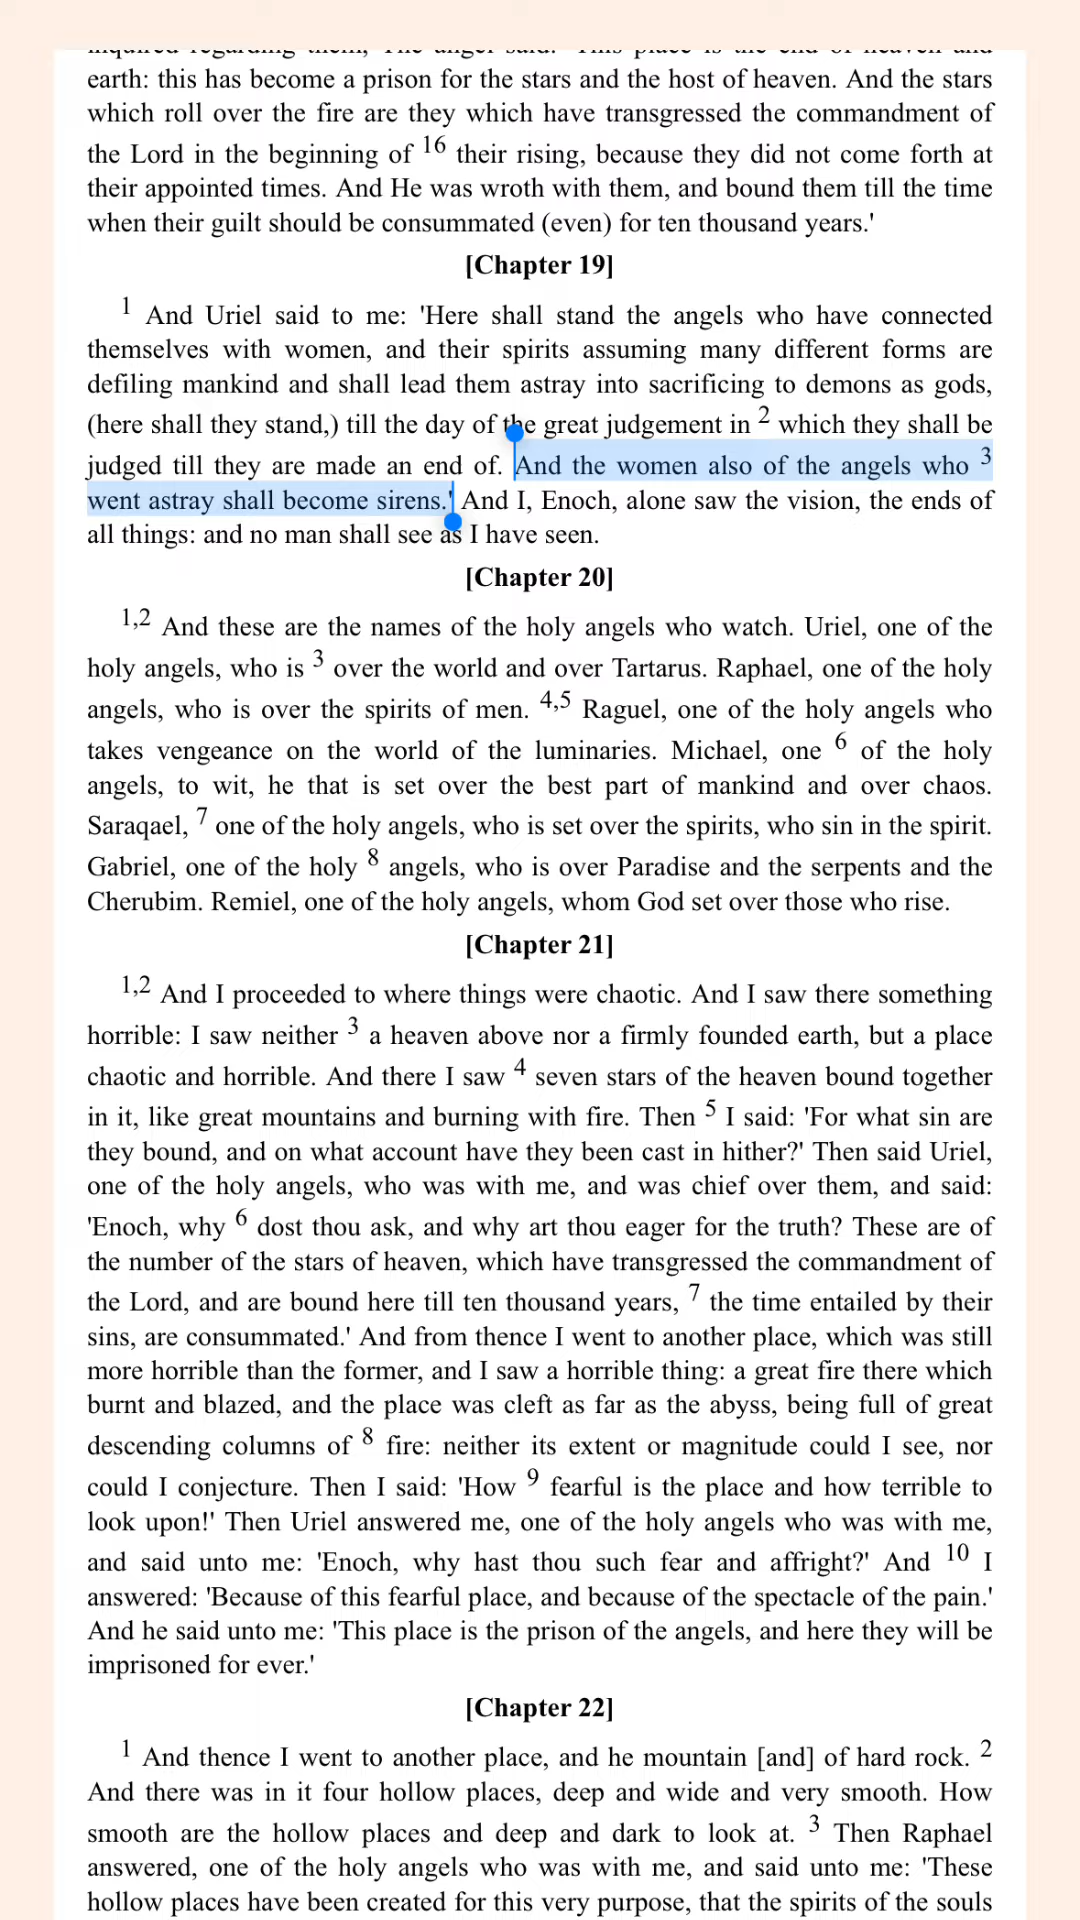 earth: this has become a prison for the stars and the host of heaven. And the stars
which roll over the fire are they which have transgressed the commandment of
the Lord in the beginning of 16 their rising, because they did not come forth at
their appointed times. And He was wroth with them, and bound them till the time
when their guilt should be consummated (even) for ten thousand years.'
[Chapter 19]
1 And Uriel said to me: 'Here shall stand the angels who have connected
themselves with women, and their spirits assuming many different forms are
defiling mankind and shall lead them astray into sacrificing to demons as gods,
(here shall they stand,) till the day of the great judgement in 2 which they shall be
judged till they are made an end of. And the women also of the angels who 3
went astray shall become sirens.' And I, Enoch, alone saw the vision, the ends of
all things: and no man shall see as I have seen.
[Chapter 20]
1,2 And these are the names of the holy angels who watch. Uriel, one of the
holy angels, who is 3 over the world and over Tartarus. Raphael, one of the holy
angels, who is over the spirits of men. 4,5 Raguel, one of the holy angels who
takes vengeance on the world of the luminaries. Michael, one 6 of the holy
angels, to wit, he that is set over the best part of mankind and over chaos.
Saraqael, 7 one of the holy angels, who is set over the spirits, who sin in the spirit.
Gabriel, one of the holy 8 angels, who is over Paradise and the serpents and the
Cherubim. Remiel, one of the holy angels, whom God set over those who rise.
[Chapter 21]
1,2 And I proceeded to where things were chaotic. And I saw there something
horrible: I saw neither 3 a heaven above nor a firmly founded earth, but a place
chaotic and horrible. And there I saw 4 seven stars of the heaven bound together
in it, like great mountains and burning with fire. Then 5 I said: 'For what sin are
they bound, and on what account have they been cast in hither?' Then said Uriel,
one of the holy angels, who was with me, and was chief over them, and said:
'Enoch, why 6 dost thou ask, and why art thou eager for the truth? These are of
the number of the stars of heaven, which have transgressed the commandment of
the Lord, and are bound here till ten thousand years, 7 the time entailed by their
sins, are consummated.' And from thence I went to another place, which was still
more horrible than the former, and I saw a horrible thing: a great fire there which
burnt and blazed, and the place was cleft as far as the abyss, being full of great
descending columns of 8 fire: neither its extent or magnitude could I see, nor
could I conjecture. Then I said: 'How 9 fearful is the place and how terrible to
look upon!' Then Uriel answered me, one of the holy angels who was with me,
and said unto me: 'Enoch, why hast thou such fear and affright?' And 10 I
answered: 'Because of this fearful place, and because of the spectacle of the pain.'
And he said unto me: 'This place is the prison of the angels, and here they will be
imprisoned for ever.'
[Chapter 22]
1 And thence I went to another place, and he mountain [and] of hard rock. 2
And there was in it four hollow places, deep and wide and very smooth. How
smooth are the hollow places and deep and dark to look at. 3 Then Raphael
answered, one of the holy angels who was with me, and said unto me: 'These
hollow places have been created for this very purpose, that the spirits of the souls